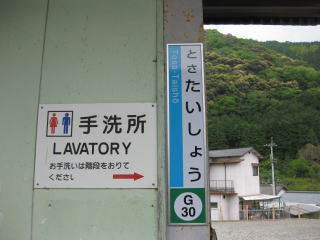 手洗所
LAVATORY
お手洗いは階段をおりて
ください
Tosa-Taishō
とさたいしょう
G
30